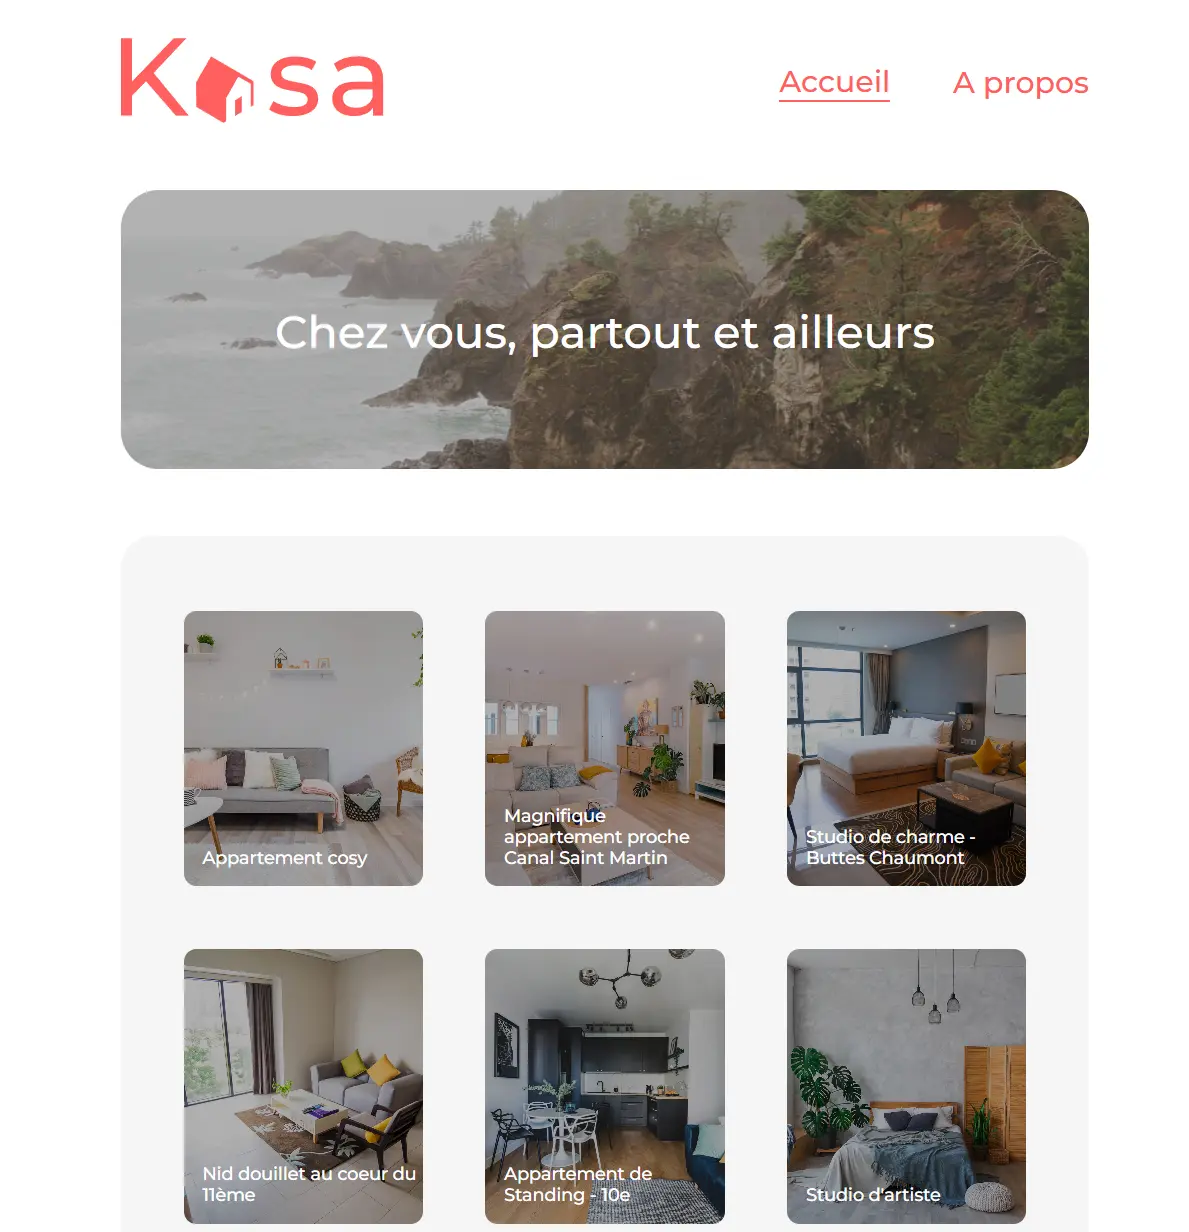 Kasa
Accueil
A propos
Chez vous, partout et ailleurs
Appartement cosy
Magnifique
appartement proche
Canal Saint Martin
Studio de charme -
Buttes Chaumont
Nid douillet au coeur du
11ème
Appartement de
Standing - 10e
Studio d'artiste